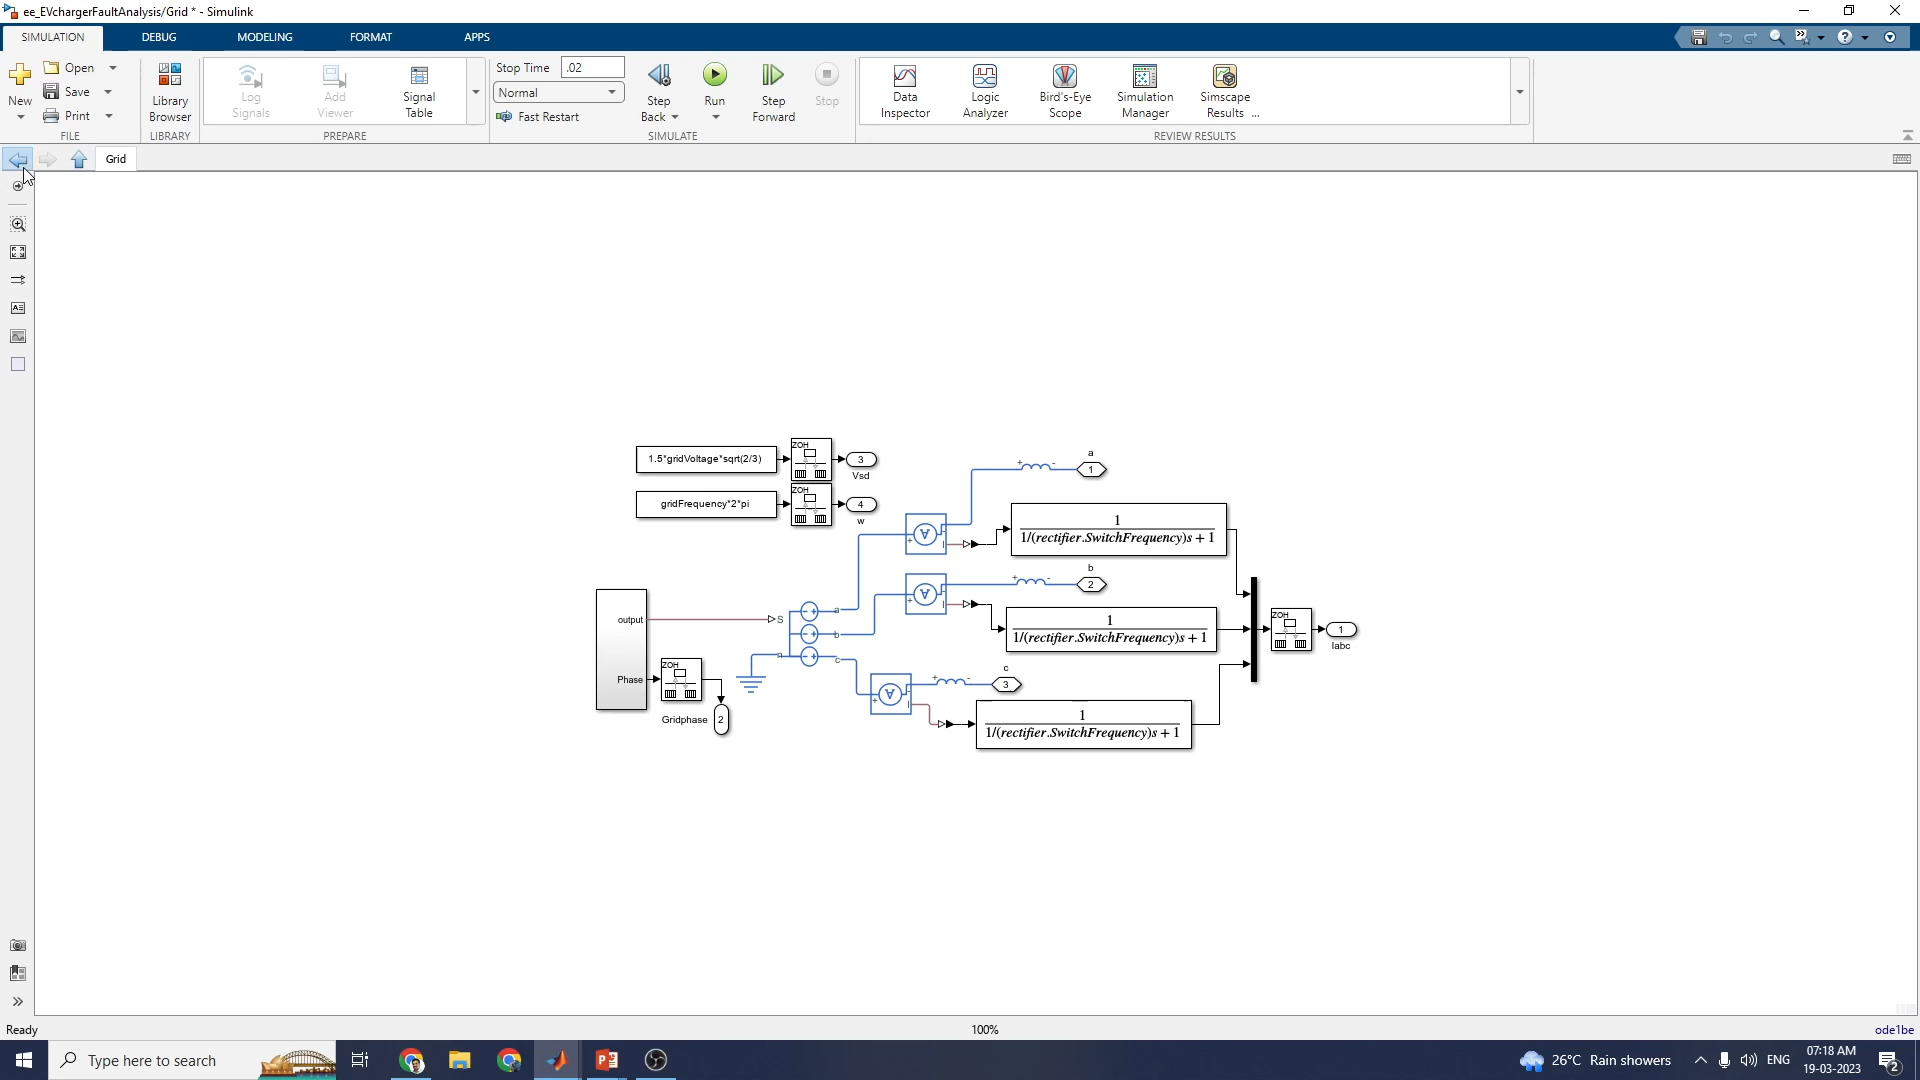 ee_EVchargerFaultAnalysis/Grid * - Simulink
SIMULATION
DEBUG
MODELING
FORMAT
APPS
New
Open
Save
Print
FILE
Library Browser
LIBRARY
Log Signals
Add Viewer
Signal Table
PREPARE
Stop Time
.02
Normal
Fast Restart
Step Back
Run
Step Forward
Stop
SIMULATE
Data Inspector
Logic Analyzer
Bird's-Eye Scope
Simulation Manager
Simscape Results ...
REVIEW RESULTS
Grid
1.5*gridVoltage*sqrt(2/3)
ZOH
3
Vsd
gridFrequency*2*pi
ZOH
4
w
a
1
A
+
-
I
1
1/(rectifier.SwitchFrequency)s + 1
b
2
A
+
-
I
1
1/(rectifier.SwitchFrequency)s + 1
output
S
a
b
c
n
Phase
ZOH
Gridphase
2
c
3
A
+
-
I
1
1/(rectifier.SwitchFrequency)s + 1
ZOH
1
Iabc
Ready
100%
ode1be
Type here to search
26°C Rain showers
ENG
07:18 AM
19-03-2023
2